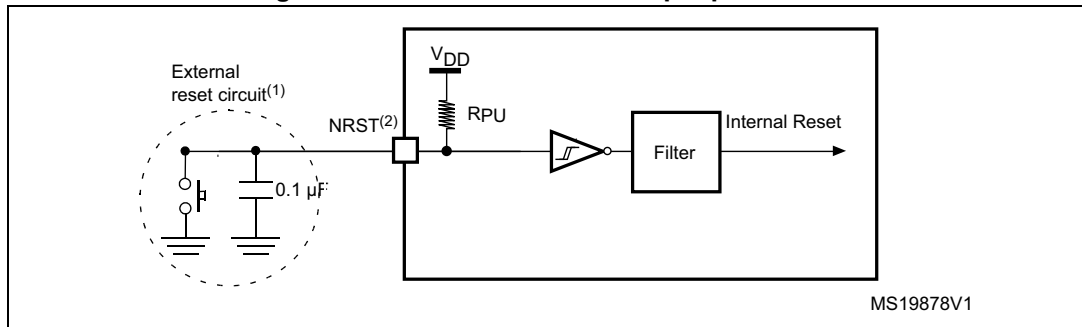 External
reset circuit(1)
VDD
RPU
NRST(2)
Internal Reset
Filter
0.1 µF
MS19878V1